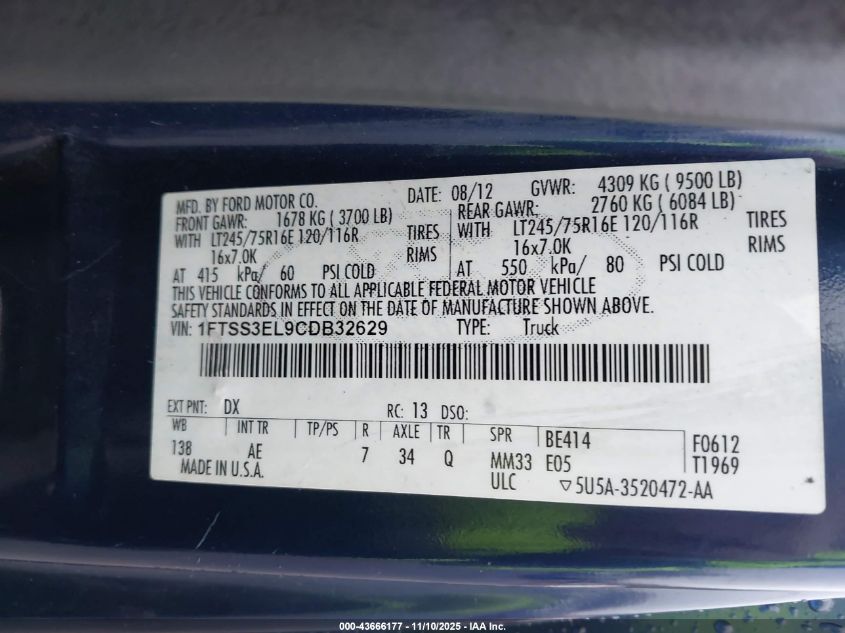 MFD. BY FORD MOTOR CO. DATE: 08/12 GVWR: 4309 KG ( 9500 LB)
FRONT GAWR: 1678 KG ( 3700 LB) REAR GAWR: 2760 KG ( 6084 LB)
WITH LT245/75R16E 120/116R TIRES WITH LT245/75R16E 120/116R TIRES
16x7.0K RIMS 16x7.0K RIMS
AT 415 kPa/ 60 PSI COLD AT 550 kPa/ 80 PSI COLD
THIS VEHICLE CONFORMS TO ALL APPLICABLE FEDERAL MOTOR VEHICLE
SAFETY STANDARDS IN EFFECT ON THE DATE OF MANUFACTURE SHOWN ABOVE.
VIN: 1FTSS3EL9CDB32629 TYPE: Truck
EXT PNT: DX RC: 13 DSO:
WB INT TR TP/PS R AXLE TR SPR BE414 F0612
138 AE 7 34 Q MM33 E05 T1969
MADE IN U.S.A. ULC ▽5U5A-3520472-AA
000-43666177 - 11/10/2025 - IAA Inc.